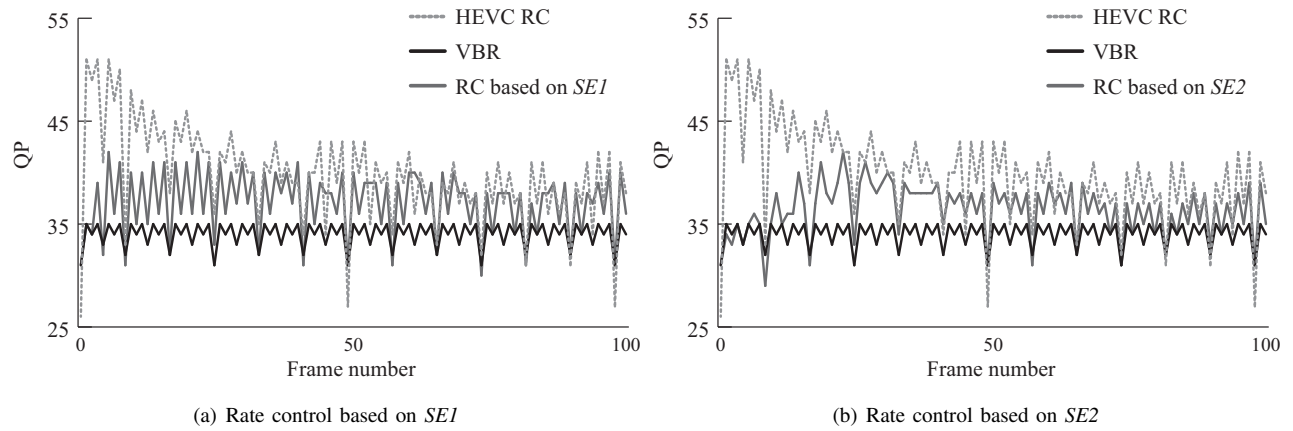 55
45
35
25
QP
0
50
100
Frame number
HEVC RC
VBR
RC based on SE1
(a) Rate control based on SE1
55
45
35
25
QP
0
50
100
Frame number
HEVC RC
VBR
RC based on SE2
(b) Rate control based on SE2